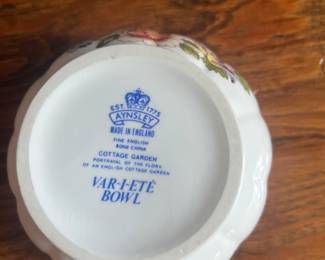 EST 1775
AYNSLEY
MADE IN ENGLAND
FINE ENGLISH
BONE CHINA
COTTAGE GARDEN
PORTRAYAL OF THE FLORA
OF AN ENGLISH COTTAGE GARDEN
VAR-I-ETÉ
BOWL